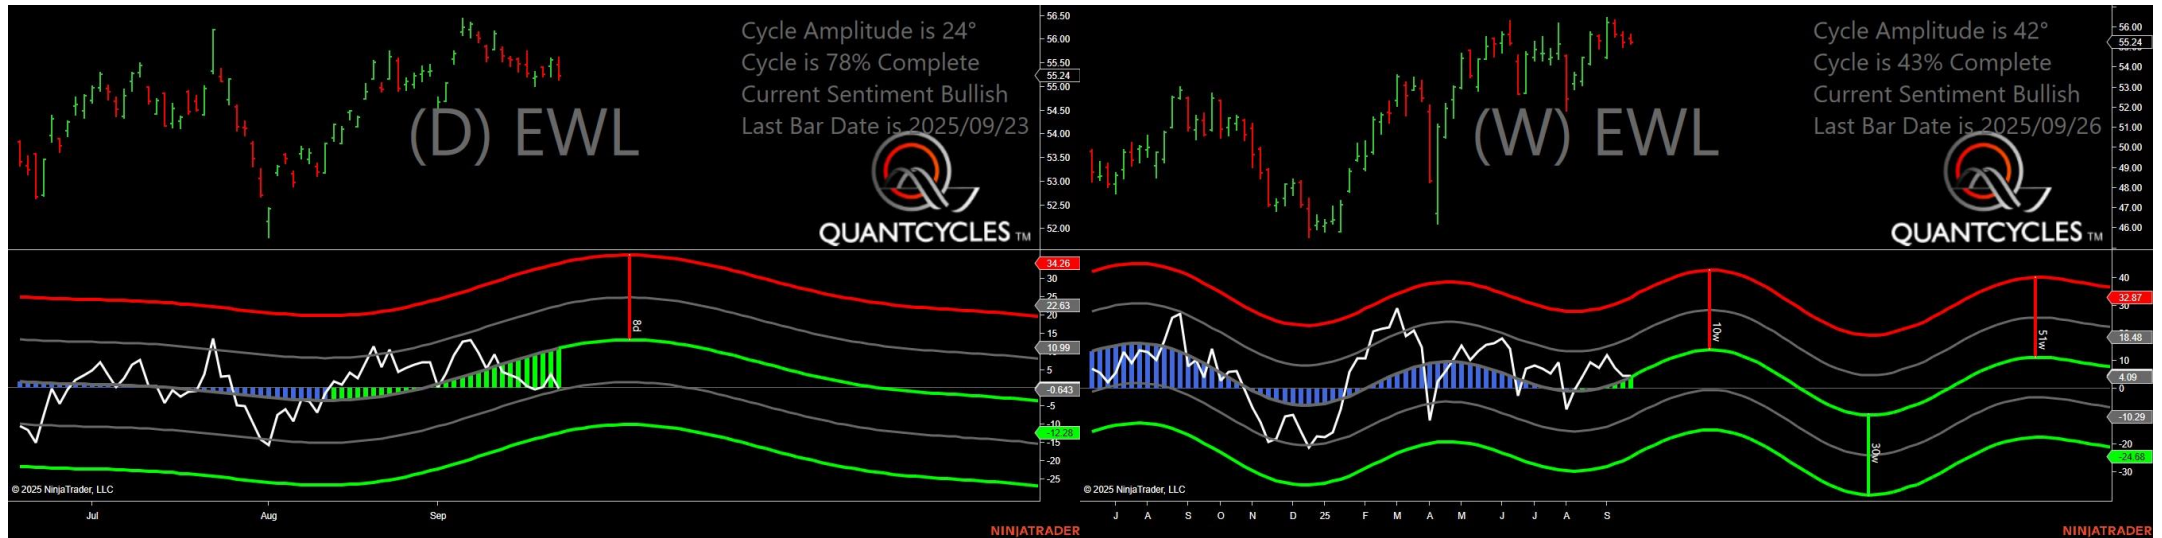 Cycle Amplitude is 24°
Cycle is 78% Complete
Current Sentiment Bullish
Last Bar Date is 2025/09/23
(D) EWL
QUANTCYCLES TM
56.50
56.00
55.50
55.24
55.00
54.50
54.00
53.50
53.00
52.50
52.00
34.26
30
25
22.63
20
15
10.99
5
-0.643
-5
-10
-12.28
-15
-20
-25
8d
© 2025 NinjaTrader, LLC
Jul
Aug
Sep
NINJATRADER
Cycle Amplitude is 42°
Cycle is 43% Complete
Current Sentiment Bullish
Last Bar Date is 2025/09/26
(W) EWL
QUANTCYCLES TM
56.00
55.24
54.00
53.00
52.00
51.00
50.00
49.00
48.00
47.00
46.00
40
32.87
30
18.48
10
4.09
0
-10.29
-20
-24.68
-30
10w
30w
51w
© 2025 NinjaTrader, LLC
J A S O N D 25 F M A M J J A S
NINJATRADER